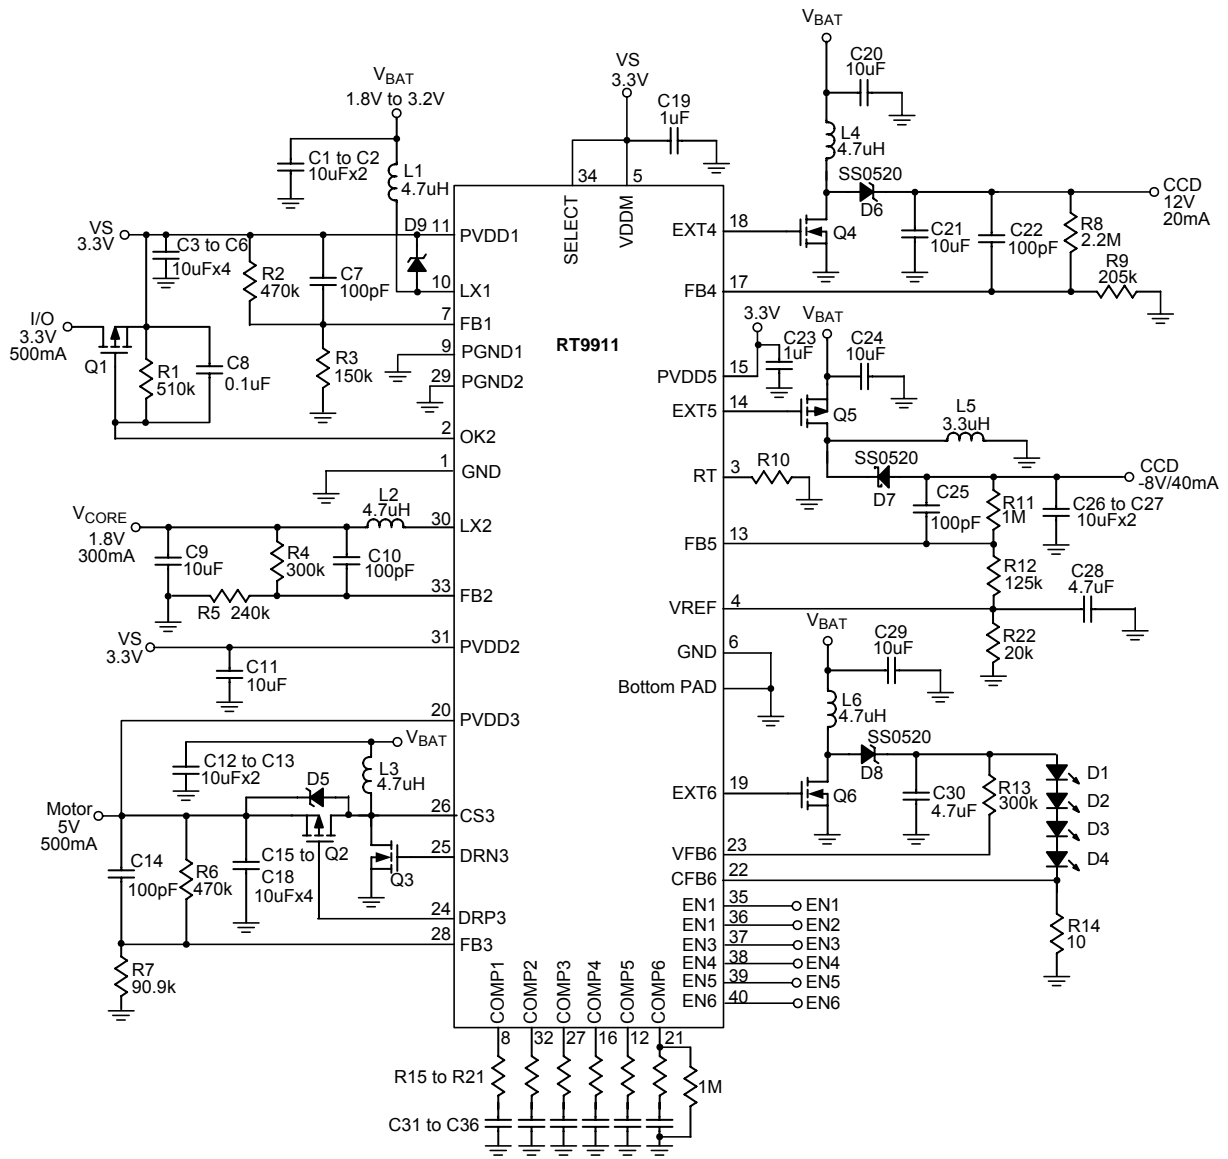 VBAT
1.8V to 3.2V
C1 to C2
10uFx2
L1
4.7uH
VS
3.3V
C19
1uF
34
5
SELECT
VDDM
VBAT
C20
10uF
L4
4.7uH
SS0520
D6
CCD
12V
20mA
C21
10uF
C22
100pF
R8
2.2M
R9
205k
EXT4
18
Q4
FB4
17
VS
3.3V
C3 to C6
10uFx4
R2
470k
C7
100pF
D9
11
PVDD1
10
LX1
7
FB1
9
PGND1
29
PGND2
I/O
3.3V
500mA
Q1
R1
510k
C8
0.1uF
R3
150k
2
OK2
1
GND
RT9911
3.3V
C23
1uF
VBAT
C24
10uF
PVDD5
15
EXT5
14
Q5
L5
3.3uH
RT
3
R10
SS0520
D7
CCD
-8V/40mA
C25
100pF
R11
1M
C26 to C27
10uFx2
FB5
13
R12
125k
C28
4.7uF
VREF
4
R22
20k
VCORE
1.8V
300mA
L2
4.7uH
30
LX2
C9
10uF
R4
300k
C10
100pF
R5
240k
33
FB2
VS
3.3V
31
PVDD2
C11
10uF
GND
6
Bottom PAD
VBAT
C29
10uF
L6
4.7uH
SS0520
D8
EXT6
19
Q6
C30
4.7uF
R13
300k
D1
D2
D3
D4
VFB6
23
CFB6
22
R14
10
20
PVDD3
VBAT
C12 to C13
10uFx2
L3
4.7uH
D5
Motor
5V
500mA
26
CS3
Q2
25
DRN3
Q3
C14
100pF
R6
470k
C15 to
C18
10uFx4
24
DRP3
28
FB3
R7
90.9k
EN1
35
EN1
EN1
36
EN2
EN3
37
EN3
EN4
38
EN4
EN5
39
EN5
EN6
40
EN6
COMP1
COMP2
COMP3
COMP4
COMP5
COMP6
8
32
27
16
12
21
R15 to R21
1M
C31 to C36